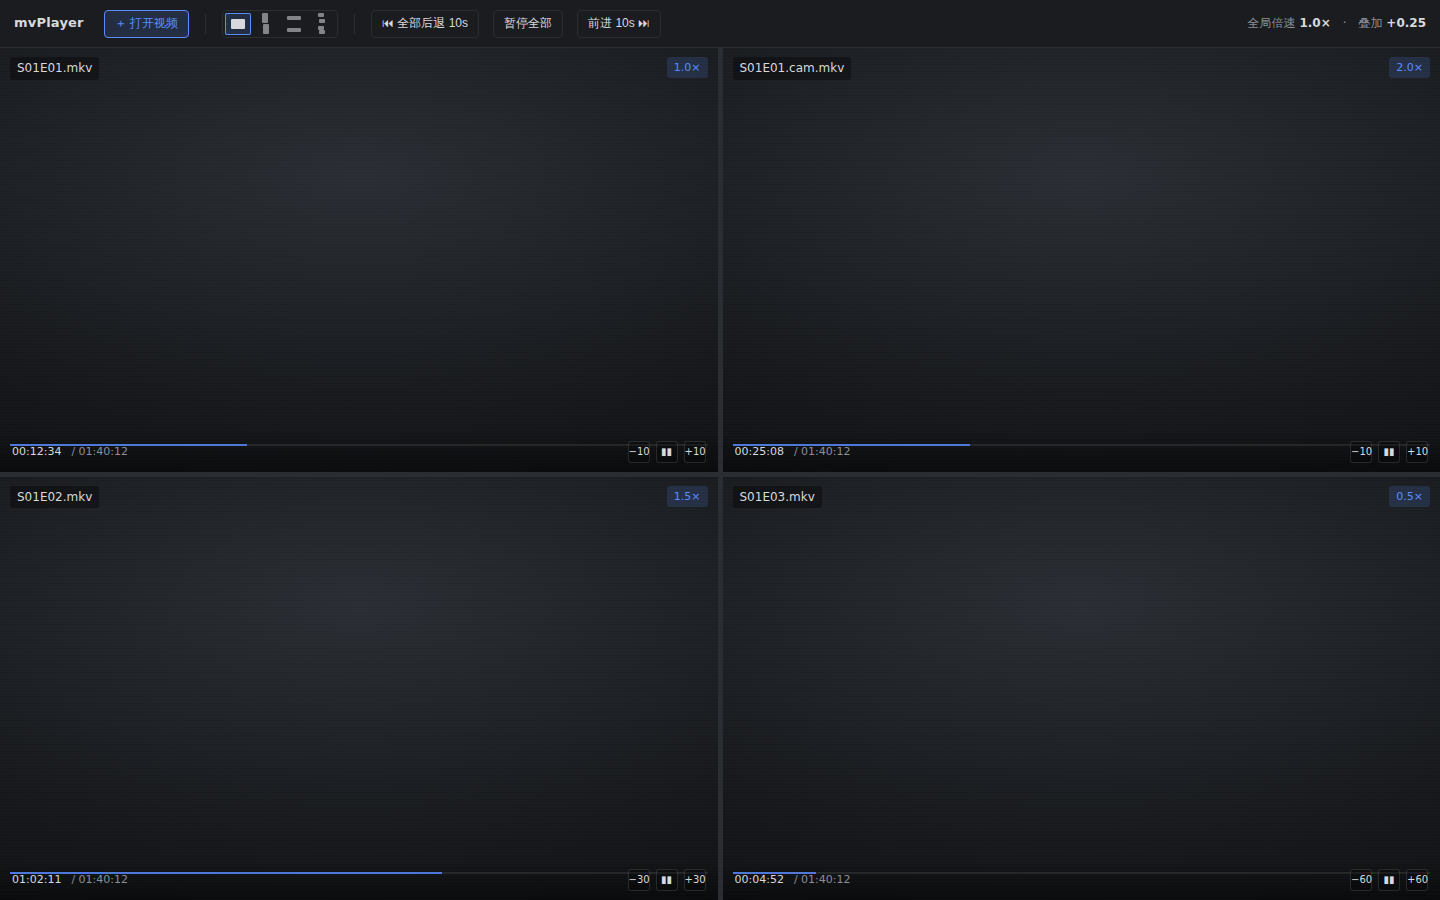 mvPlayer + 打开视频 ⏮ 全部后退 10s 暂停全部 前进 10s ⏭ 全局倍速 1.0× · 叠加 +0.25
S01E01.mkv 1.0×
S01E01.cam.mkv 2.0×
00:12:34 / 01:40:12 −10 +10
00:25:08 / 01:40:12 −10 +10
S01E02.mkv 1.5×
S01E03.mkv 0.5×
01:02:11 / 01:40:12 −30 +30
00:04:52 / 01:40:12 −60 +60